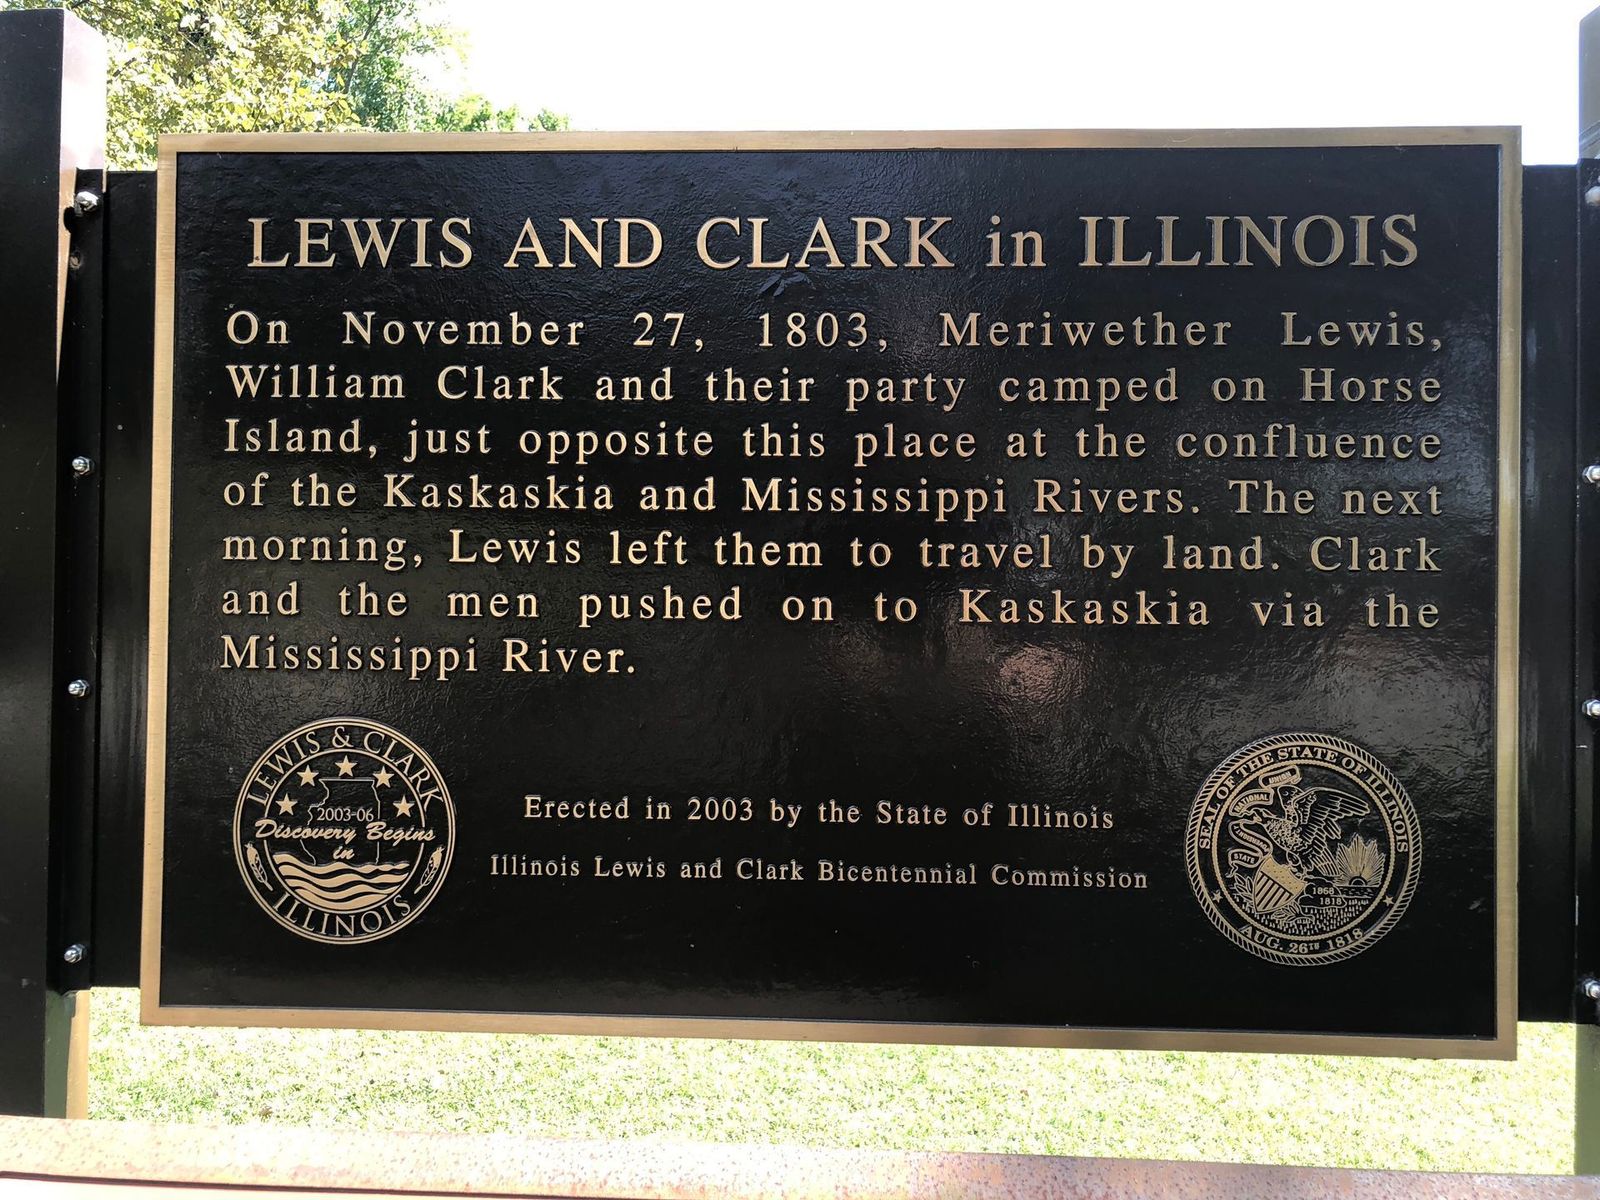 LEWIS AND CLARK in ILLINOIS
On November 27, 1803, Meriwether Lewis,
William Clark and their party camped on Horse
Island, just opposite this place at the confluence
of the Kaskaskia and Mississippi Rivers. The next
morning, Lewis left them to travel by land. Clark
and the men pushed on to Kaskaskia via the
Mississippi River.
LEWIS & CLARK
2003-06
Discovery Begins
in
ILLINOIS
Erected in 2003 by the State of Illinois
Illinois Lewis and Clark Bicentennial Commission
SEAL OF THE STATE OF ILLINOIS
UNION
NATIONAL
STATE
1868
1818
AUG. 26TH 1818